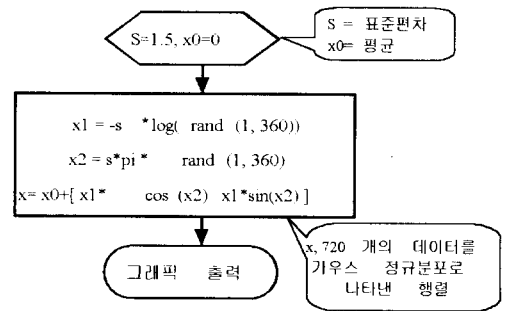 S=1.5, x0=0
S = 표준편차
x0= 평균
x1 = -s *log( rand (1, 360))
x2 = s*pi * rand (1, 360)
x= x0+[ x1* cos (x2) x1*sin(x2) ]
x, 720 개의 데이터를
가우스 정규분포로
나타낸 행렬
그래픽 출력